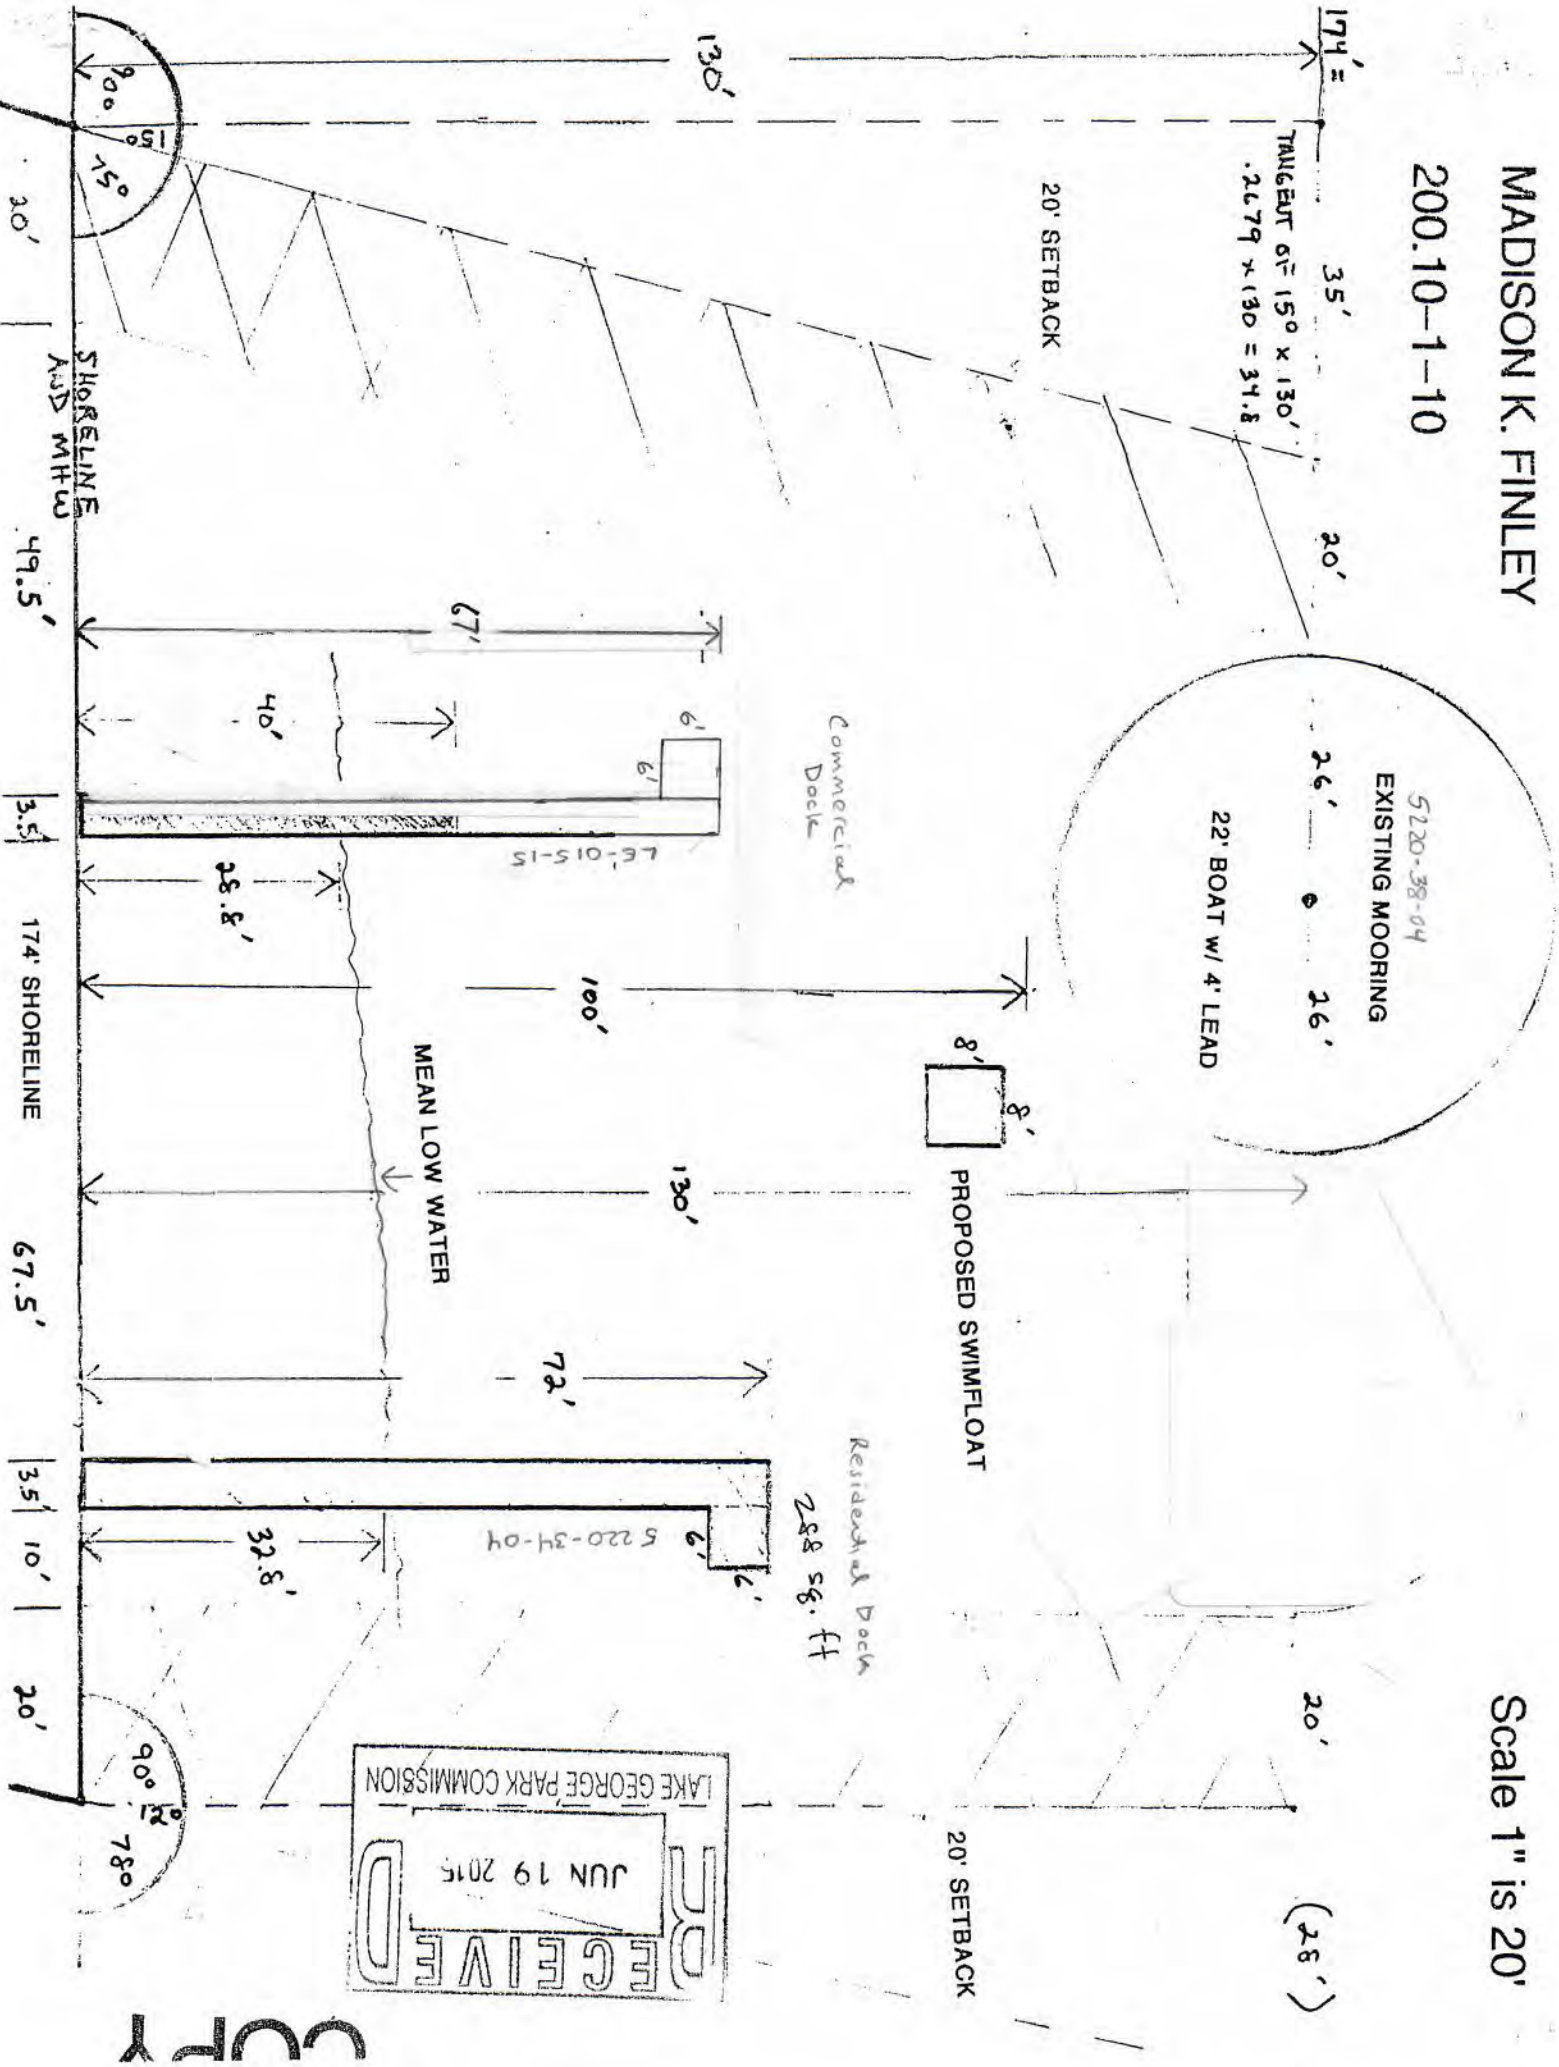 MADISON K. FINLEY
200.10-1-10
Scale 1" is 20'
174' =
35'
20'
26'
26'
20'
(28')
TANGENT OF 15° x 130'
.2679 x 130 = 34.8
5220-38-04
EXISTING MOORING
22' BOAT W/ 4' LEAD
20' SETBACK
20' SETBACK
130'
8'
8'
PROPOSED SWIMFLOAT
Commercial
Dock
Residential Dock
288 sq. ft
67'
6'
6'
100'
130'
72'
6'
6'
LG-015-15
5220-34-04
40'
MEAN LOW WATER
28.8'
32.8'
RECEIVED
JUN 19 2015
LAKE GEORGE PARK COMMISSION
90°
15°
75°
90°
12°
78°
SHORELINE
AND MHW
20'
49.5'
3.5'
174' SHORELINE
67.5'
3.5'
10'
20'
COPY